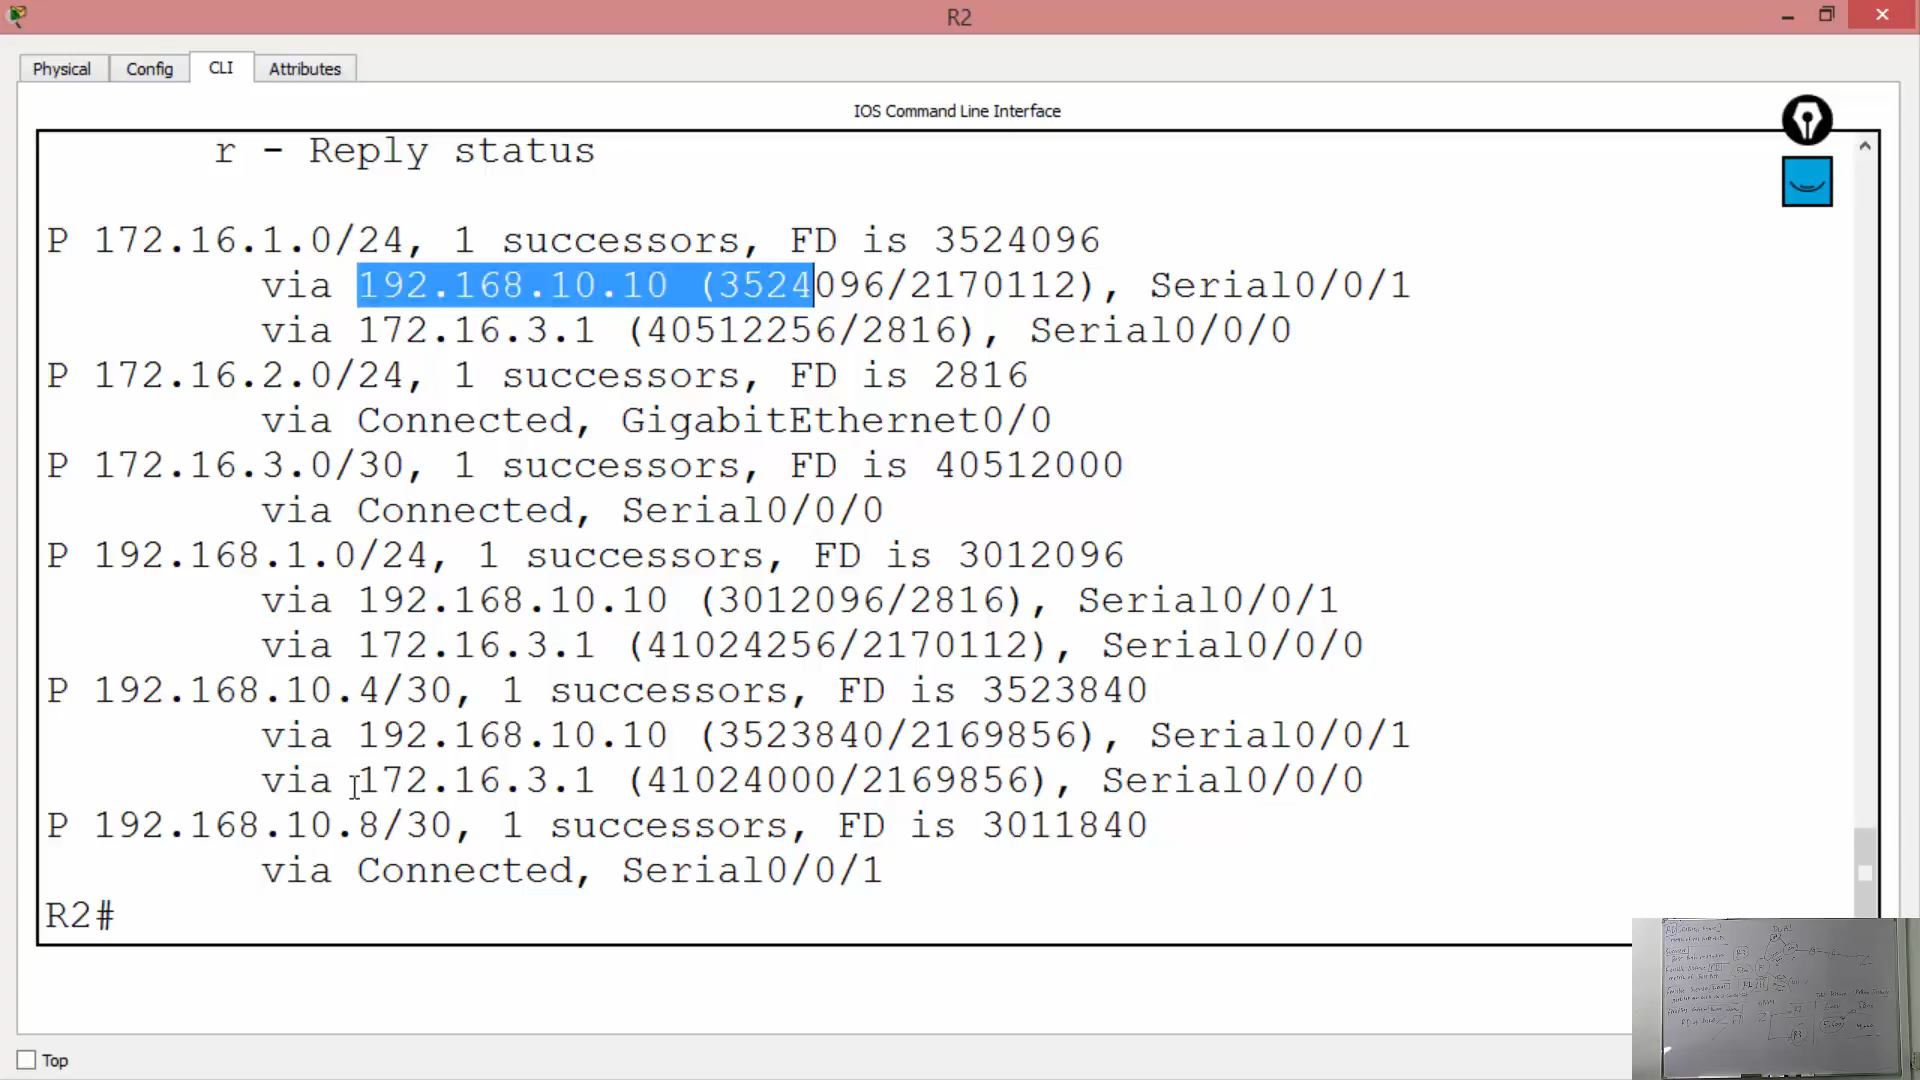 R2
Physical Config CLI Attributes
IOS Command Line Interface
r - Reply status
P 172.16.1.0/24, 1 successors, FD is 3524096
via 192.168.10.10 (3524096/2170112), Serial0/0/1
via 172.16.3.1 (40512256/2816), Serial0/0/0
P 172.16.2.0/24, 1 successors, FD is 2816
via Connected, GigabitEthernet0/0
P 172.16.3.0/30, 1 successors, FD is 40512000
via Connected, Serial0/0/0
P 192.168.1.0/24, 1 successors, FD is 3012096
via 192.168.10.10 (3012096/2816), Serial0/0/1
via 172.16.3.1 (41024256/2170112), Serial0/0/0
P 192.168.10.4/30, 1 successors, FD is 3523840
via 192.168.10.10 (3523840/2169856), Serial0/0/1
via 172.16.3.1 (41024000/2169856), Serial0/0/0
P 192.168.10.8/30, 1 successors, FD is 3011840
via Connected, Serial0/0/1
R2#
Top
DUAL